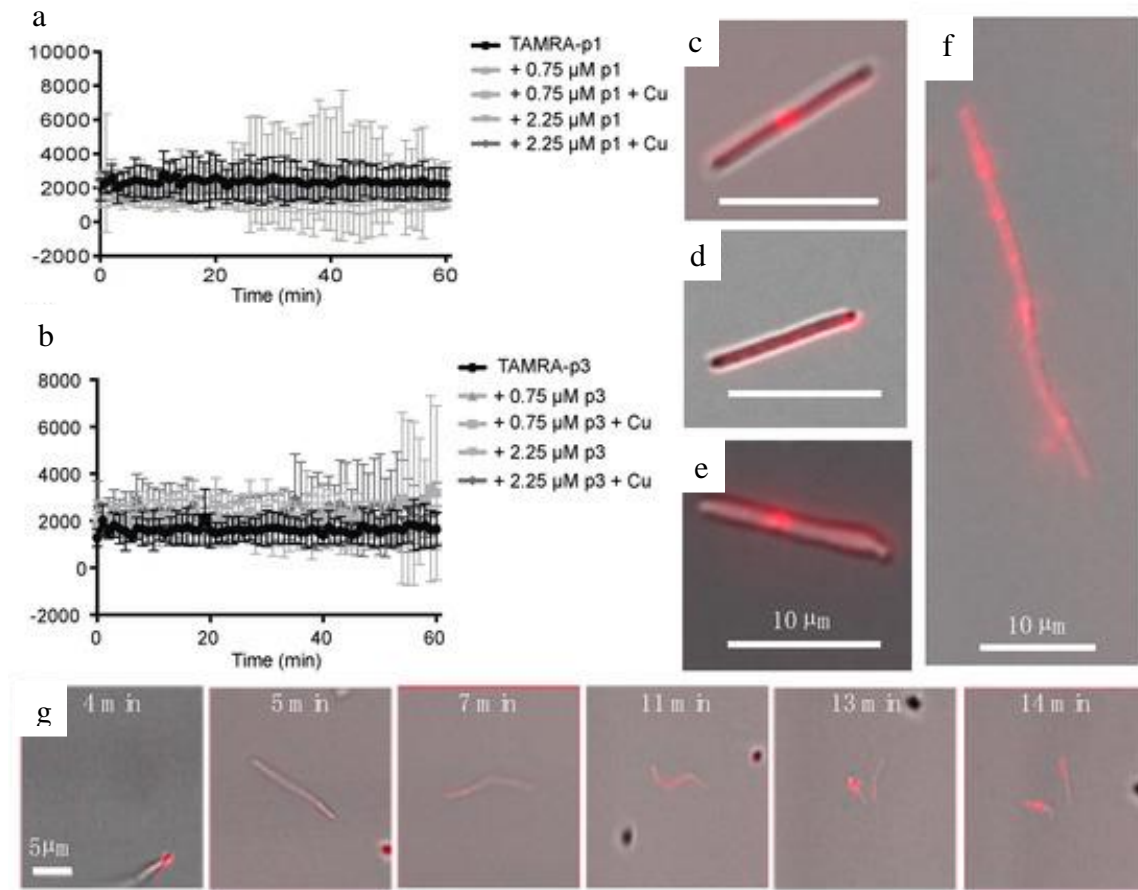 a
10000
8000
6000
4000
2000
0
-2000
0 20 40 60
Time (min)
TAMRA-p1
+ 0.75 µM p1
+ 0.75 µM p1 + Cu
+ 2.25 µM p1
+ 2.25 µM p1 + Cu
b
8000
6000
4000
2000
0
-2000
0 20 40 60
Time (min)
TAMRA-p3
+ 0.75 µM p3
+ 0.75 µM p3 + Cu
+ 2.25 µM p3
+ 2.25 µM p3 + Cu
c
d
e
10 µm
f
10 µm
g
4 min
5µm
5 min
7 min
11 min
13 min
14 min